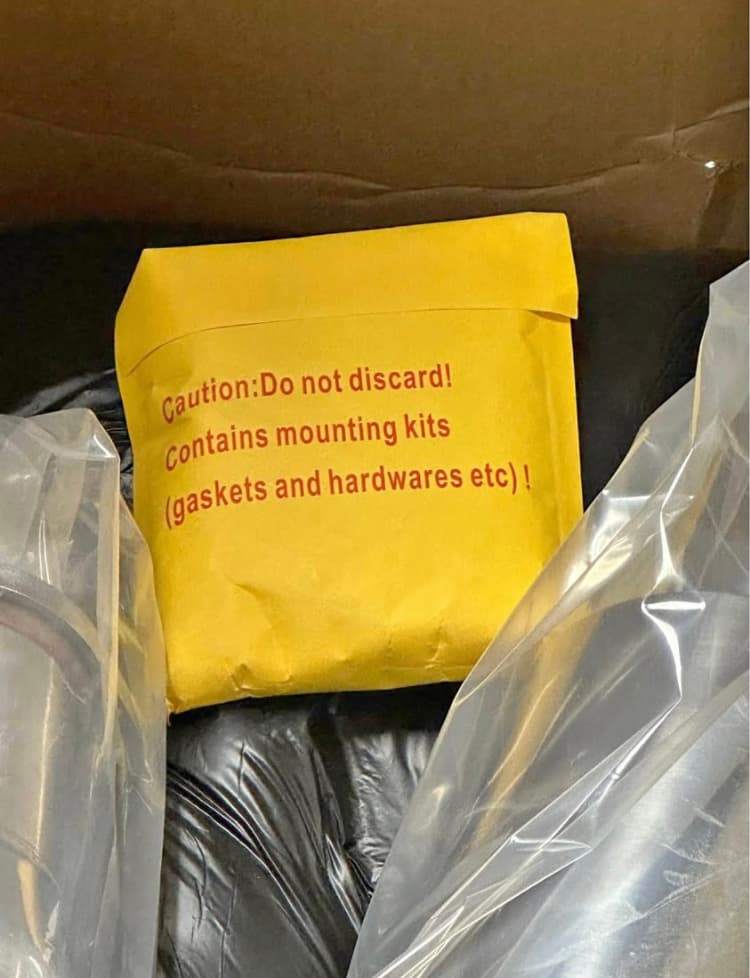 Caution:Do not discard!
Contains mounting kits
(gaskets and hardwares etc) !